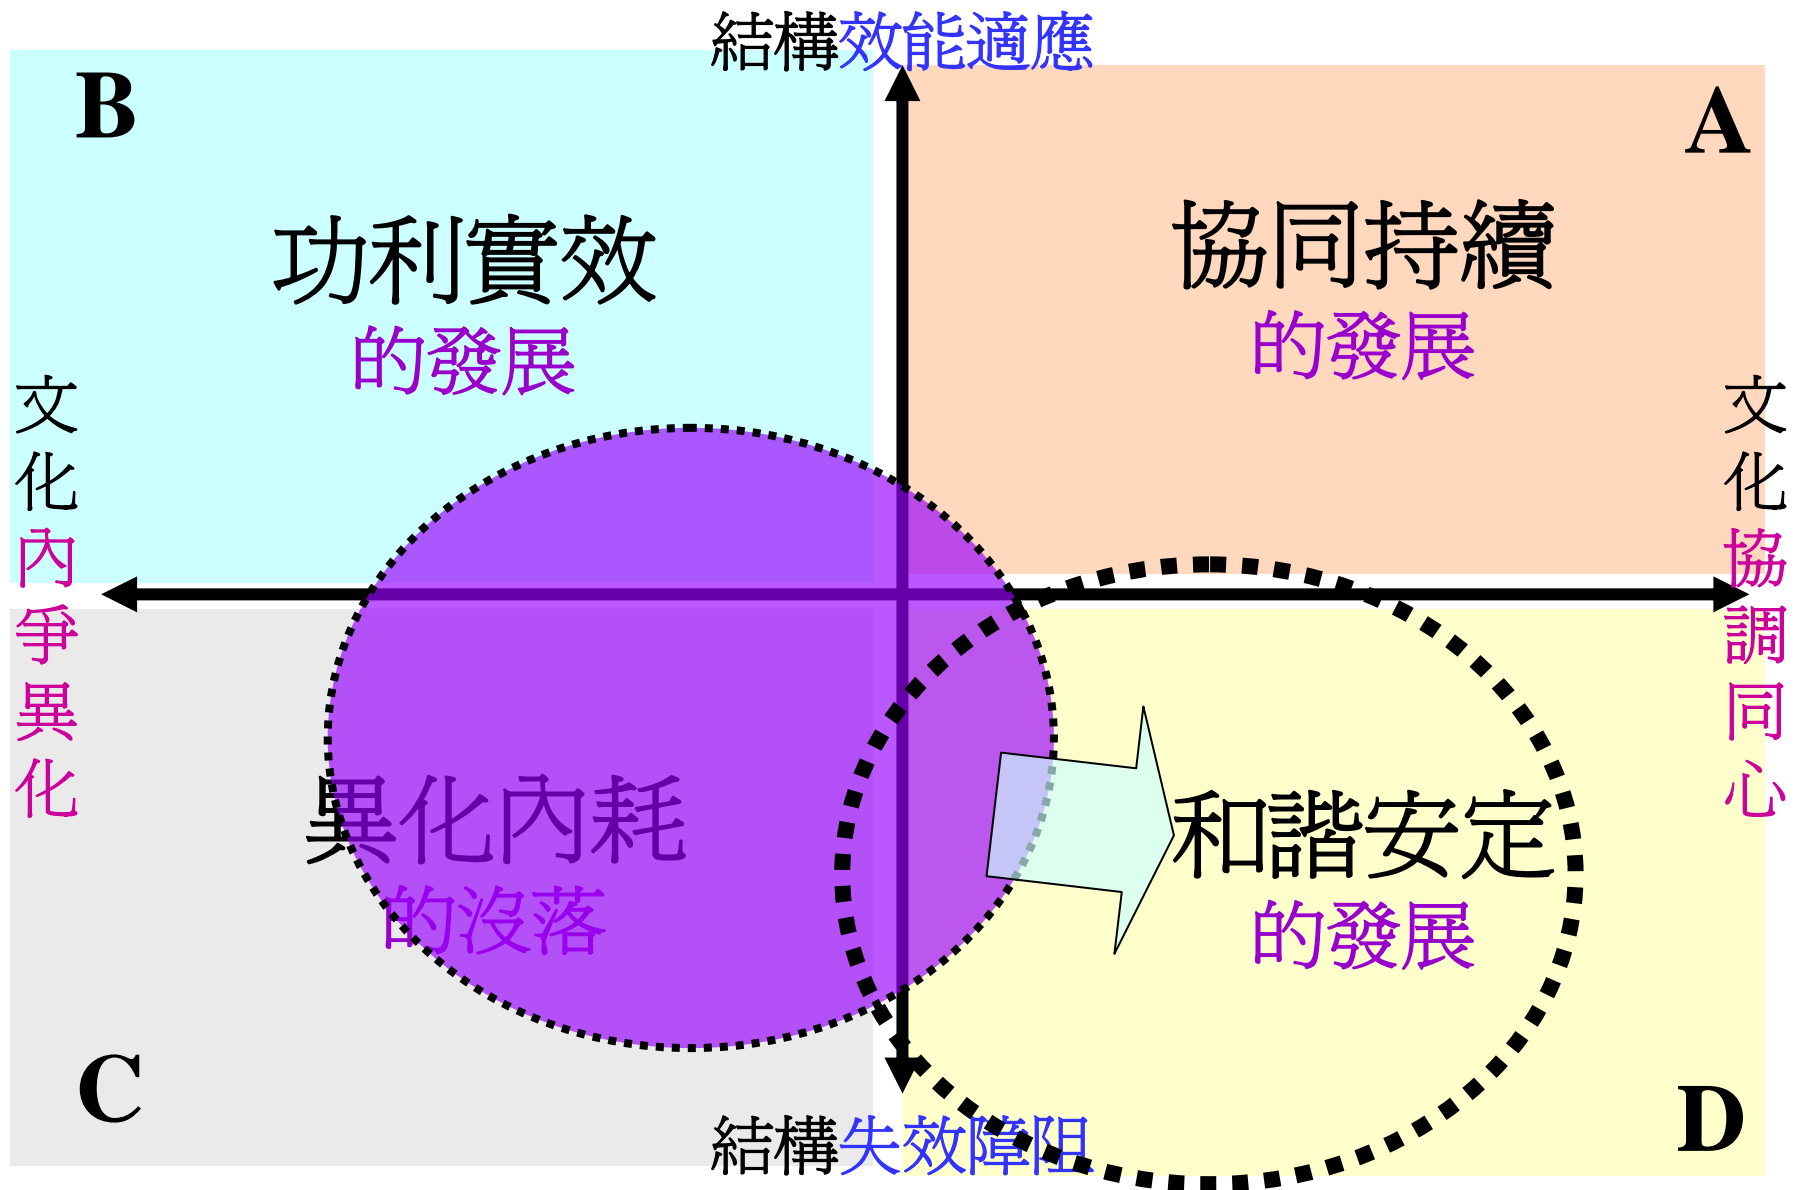 結構效能適應
B
A
功利實效
的發展
協同持續
的發展
文化內爭異化
文化協調同心
異化內耗
的沒落
和諧安定
的發展
C
D
結構失效障阻